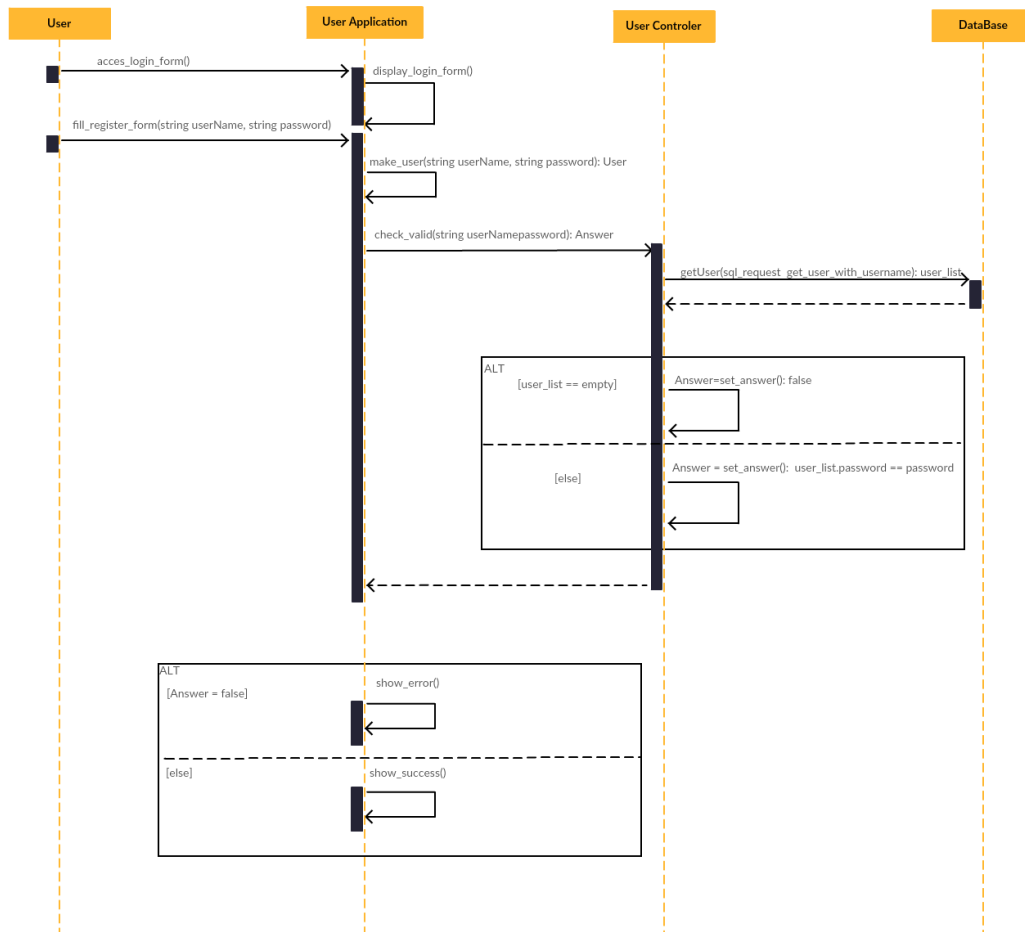 User
User Application
User Controler
DataBase
acces_login_form()
display_login_form()
fill_register_form(string userName, string password)
make_user(string userName, string password): User
check_valid(string userNamepassword): Answer
getUser(sql_request_get_user_with_username): user_list
ALT
[user_list == empty]
Answer=set_answer(): false
[else]
Answer = set_answer(): user_list.password == password
ALT
[Answer = false]
show_error()
[else]
show_success()